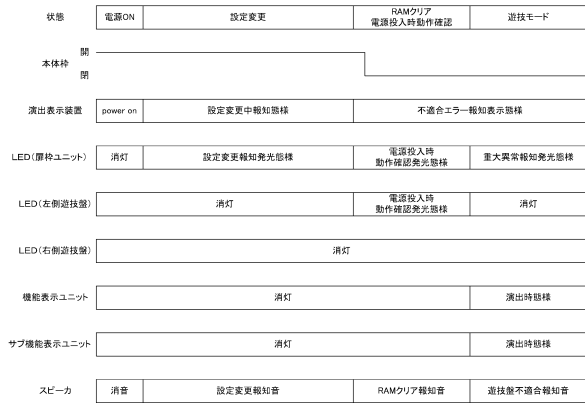 状態 電源ON 設定変更 RAMクリア 電源投入時動作確認 遊技モード
開
本体枠
閉
演出表示装置 power on 設定変更中報知態様 不適合エラー報知表示態様
LED(扉枠ユニット) 消灯 設定変更報知発光態様 電源投入時 動作確認発光態様 重大異常報知発光態様
LED(左側遊技盤) 消灯 電源投入時 動作確認発光態様 消灯
LED(右側遊技盤) 消灯
機能表示ユニット 消灯 演出時態様
サブ機能表示ユニット 消灯 演出時態様
スピーカ 消音 設定変更報知音 RAMクリア報知音 遊技盤不適合報知音